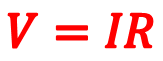 V = IR